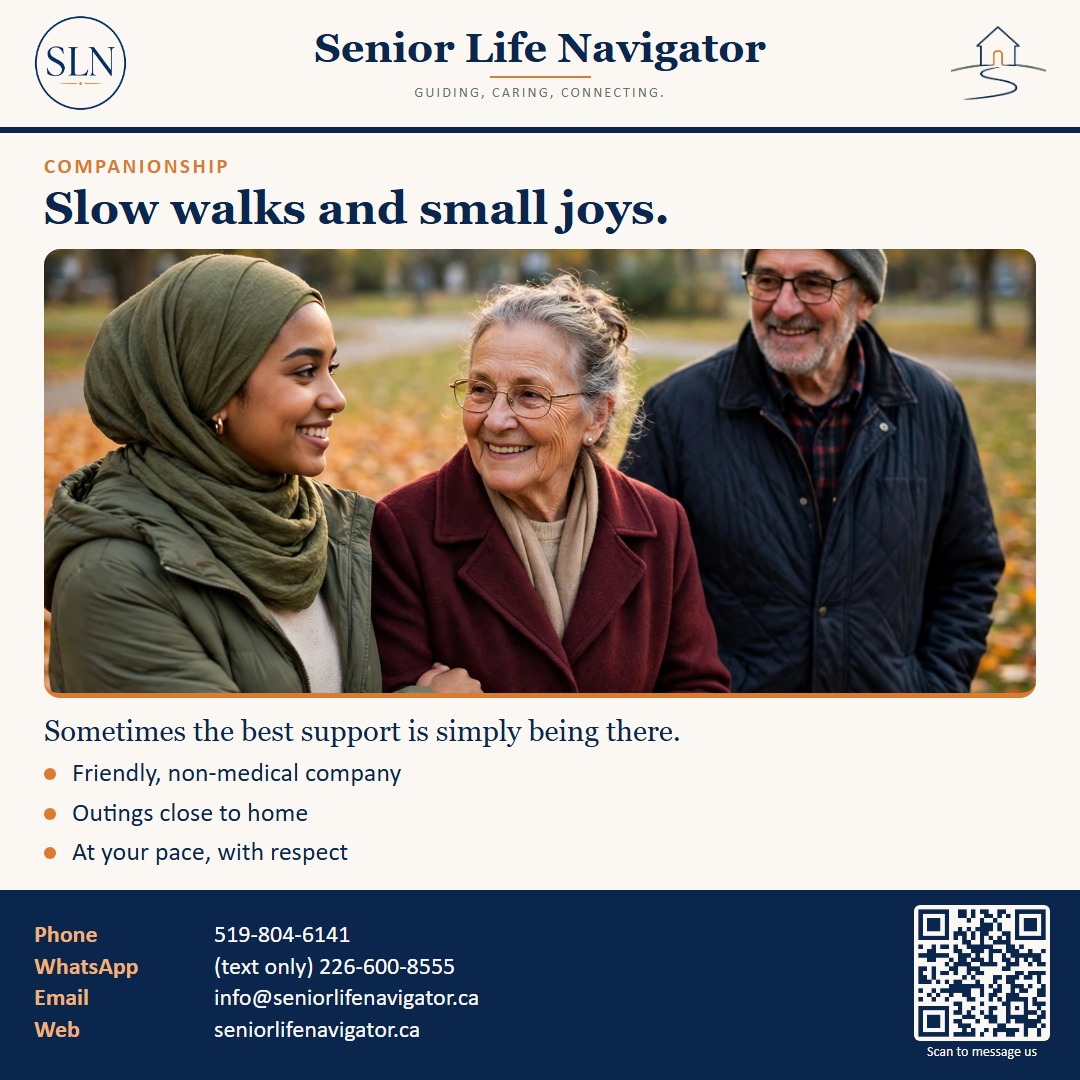 SLN
Senior Life Navigator
GUIDING, CARING, CONNECTING.
COMPANIONSHIP
Slow walks and small joys.
Sometimes the best support is simply being there.
Friendly, non-medical company
Outings close to home
At your pace, with respect
Phone 519-804-6141
WhatsApp (text only) 226-600-8555
Email info@seniorlifenavigator.ca
Web seniorlifenavigator.ca
Scan to message us